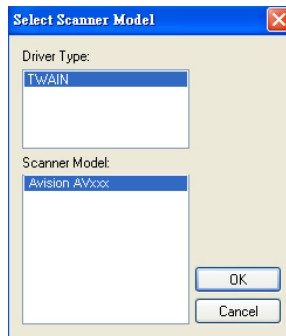 Select Scanner Model
Driver Type:
TWAIN
Scanner Model:
Avision AVxxx
OK
Cancel